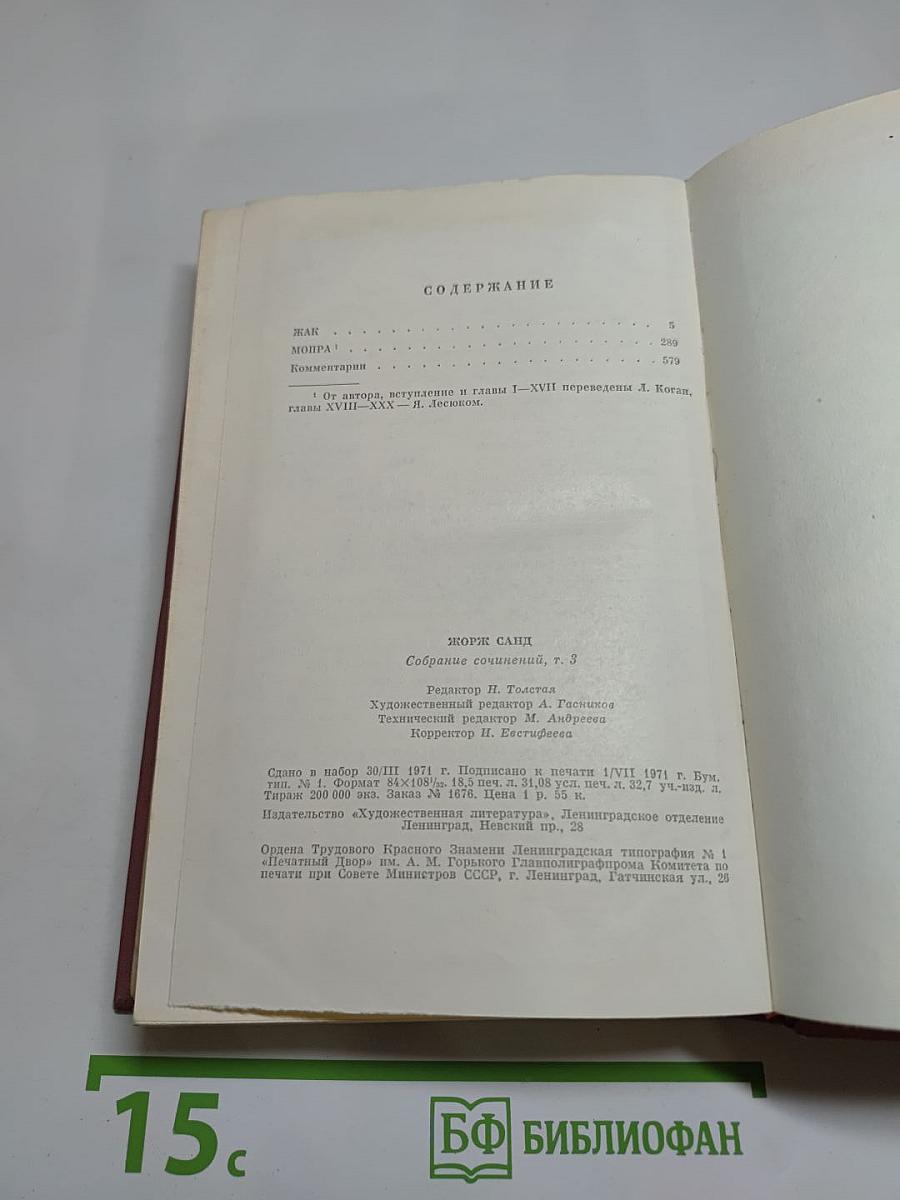 СОДЕРЖАНИЕ
ЖАК . . . . . . . . . . . . . . . . . . . . . . 5
МОПРА ¹ . . . . . . . . . . . . . . . . . . . . . 289
Комментарии . . . . . . . . . . . . . . . . . . . 579
¹ От автора, вступление и главы I—XVII переведены Л. Коган,
главы XVIII—XXX — Я. Лесюком.
ЖОРЖ САНД
Собрание сочинений, т. 3
Редактор Н. Толстая
Художественный редактор А. Гасников
Технический редактор М. Андреева
Корректор И. Евстифеева
Сдано в набор 30/III 1971 г. Подписано к печати 1/VII 1971 г. Бум.
тип. № 1. Формат 84×108¹/₃₂. 18,5 печ. л. 31,08 усл. печ. л. 32,7 уч.-изд. л.
Тираж 200 000 экз. Заказ № 1676. Цена 1 р. 55 к.
Издательство «Художественная литература», Ленинградское отделение
Ленинград, Невский пр., 28
Ордена Трудового Красного Знамени Ленинградская типография № 1
«Печатный Двор» им. А. М. Горького Главполиграфпрома Комитета по
печати при Совете Министров СССР, г. Ленинград, Гатчинская ул., 26
15 с
БФ БИБЛИОФАН